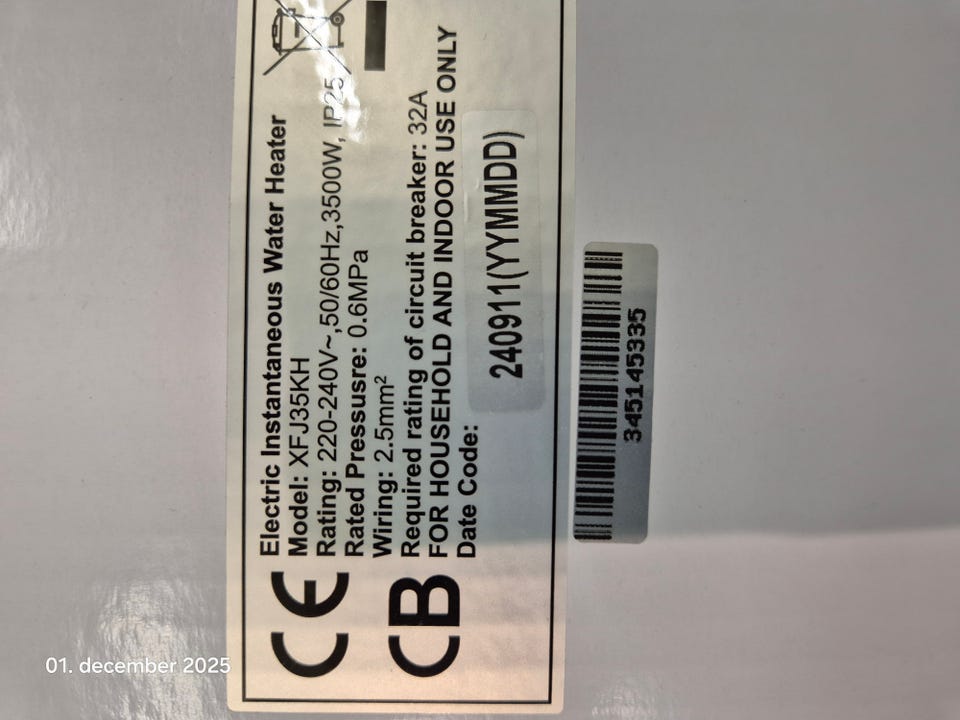 Electric Instantaneous Water Heater
Model: XFJ35KH
Rating: 220-240V~,50/60Hz,3500W, IP25
Rated Pressusre: 0.6MPa
Wiring: 2.5mm²
Required rating of circuit breaker: 32A
FOR HOUSEHOLD AND INDOOR USE ONLY
Date Code: 240911(YYMMDD)
CE
CB
345145335
01. december 2025